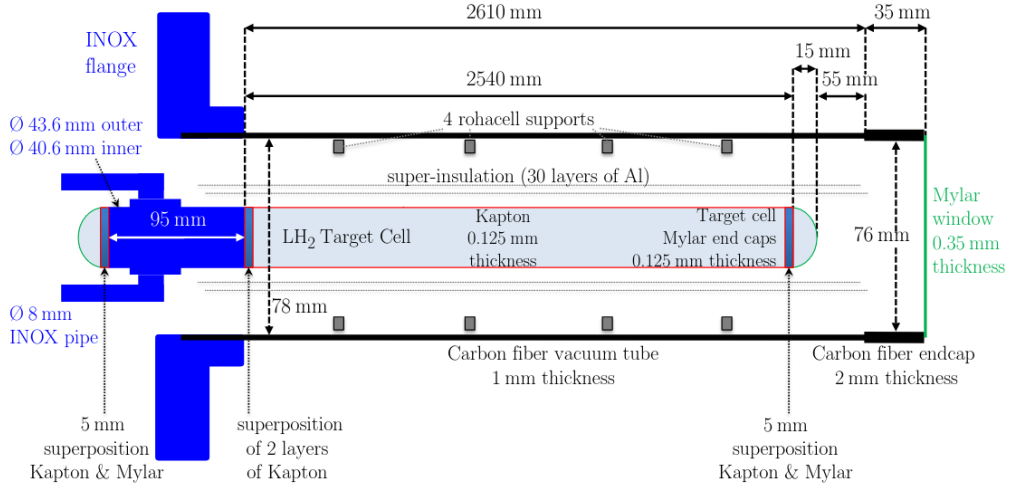 2610 mm
35 mm
INOX
flange
15 mm
2540 mm
55 mm
Ø 43.6 mm outer
Ø 40.6 mm inner
4 rohacell supports
super-insulation (30 layers of Al)
95 mm
LH₂ Target Cell
Kapton
0.125 mm
thickness
Target cell
Mylar end caps
0.125 mm thickness
76 mm
Mylar
window
0.35 mm
thickness
78 mm
Ø 8 mm
INOX pipe
Carbon fiber vacuum tube
1 mm thickness
Carbon fiber endcap
2 mm thickness
5 mm
superposition
Kapton & Mylar
superposition
of 2 layers
of Kapton
5 mm
superposition
Kapton & Mylar